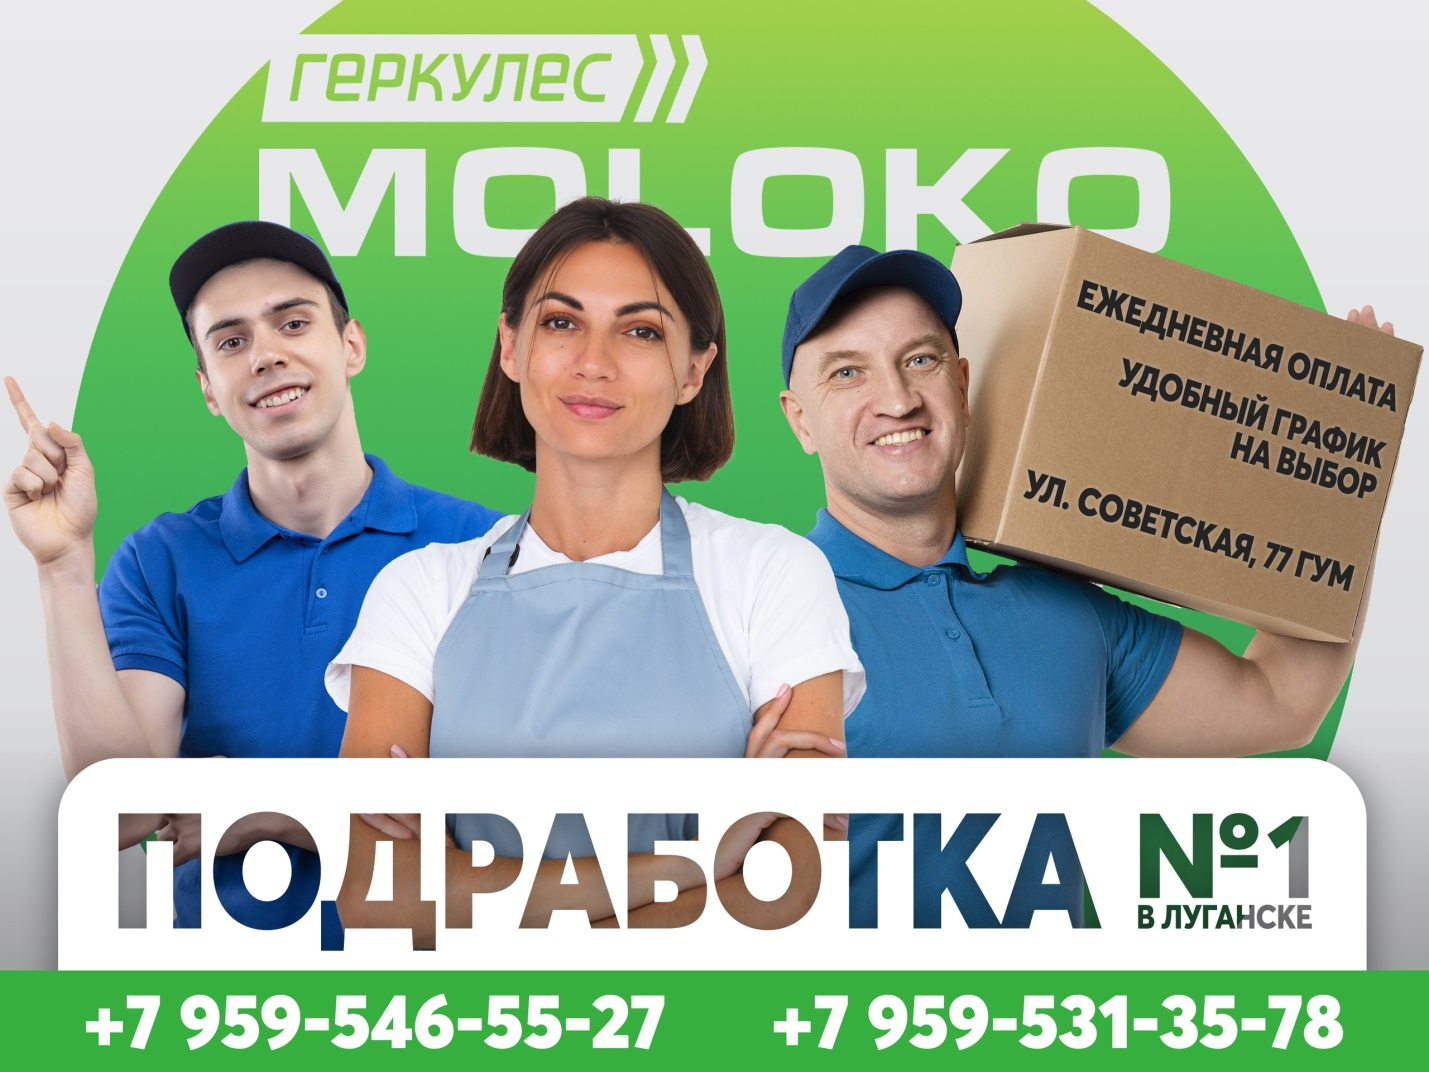 ГЕРКУЛЕС
MOLOKO
ЕЖЕДНЕВНАЯ ОПЛАТА
УДОБНЫЙ ГРАФИК
НА ВЫБОР
УЛ. СОВЕТСКАЯ, 77 ГУМ
ПОДРАБОТКА №1
В ЛУГАНСКЕ
+7 959-546-55-27 +7 959-531-35-78